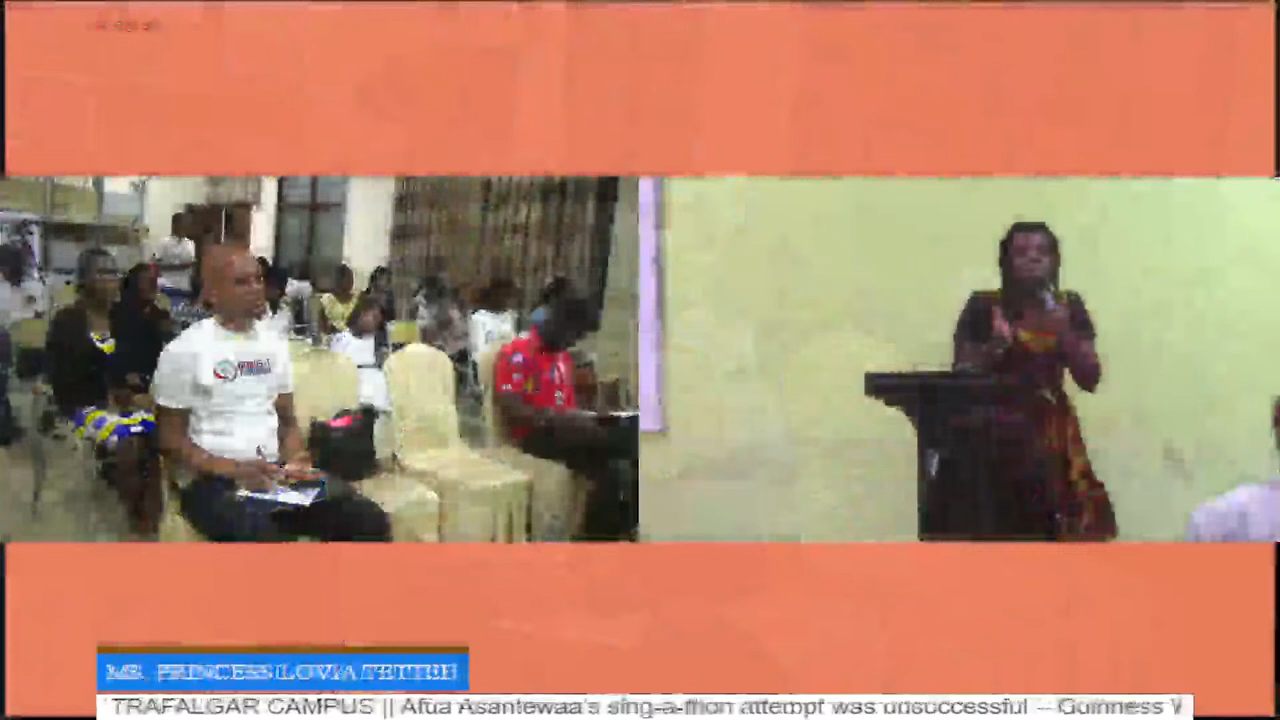 MS. PRINCESS LOVIA TETTEH
TRAFALGAR CAMPUS || Afua Asantewaa's sing-a-thon attempt was unsuccessful – Guinness W